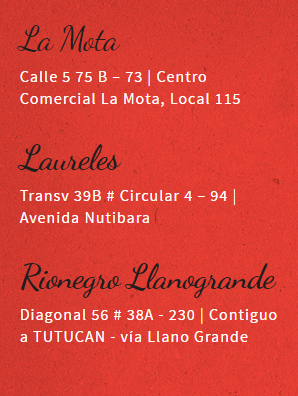 La Mota
Calle 5 75 B – 73 | Centro
Comercial La Mota, Local 115
Laureles
Transv 39B # Circular 4 – 94 |
Avenida Nutibara
Rionegro Llanogrande
Diagonal 56 # 38A - 230 | Contiguo
a TUTUCAN - vía Llano Grande